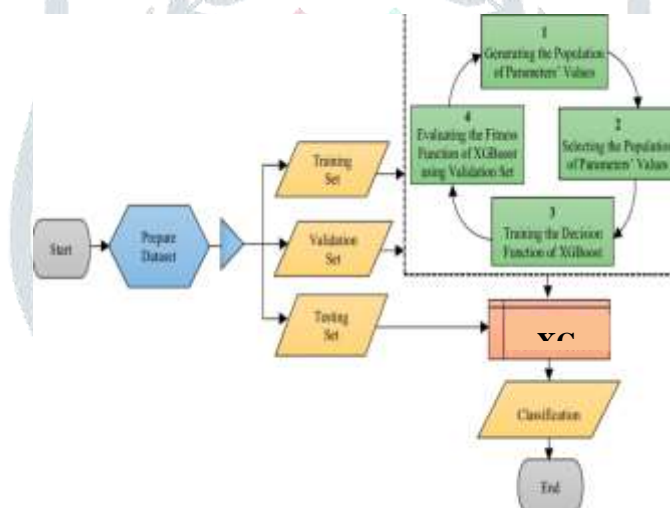 1
Generating the Population
of Parameters' Values
2
Selecting the Population
of Parameters' Values
3
Training the Decision
Function of XGBoost
4
Evaluating the Fitness
Function of XGBoost
using Validation Set
Start
Prepare
Dataset
Training
Set
Validation
Set
Testing
Set
Classification
End